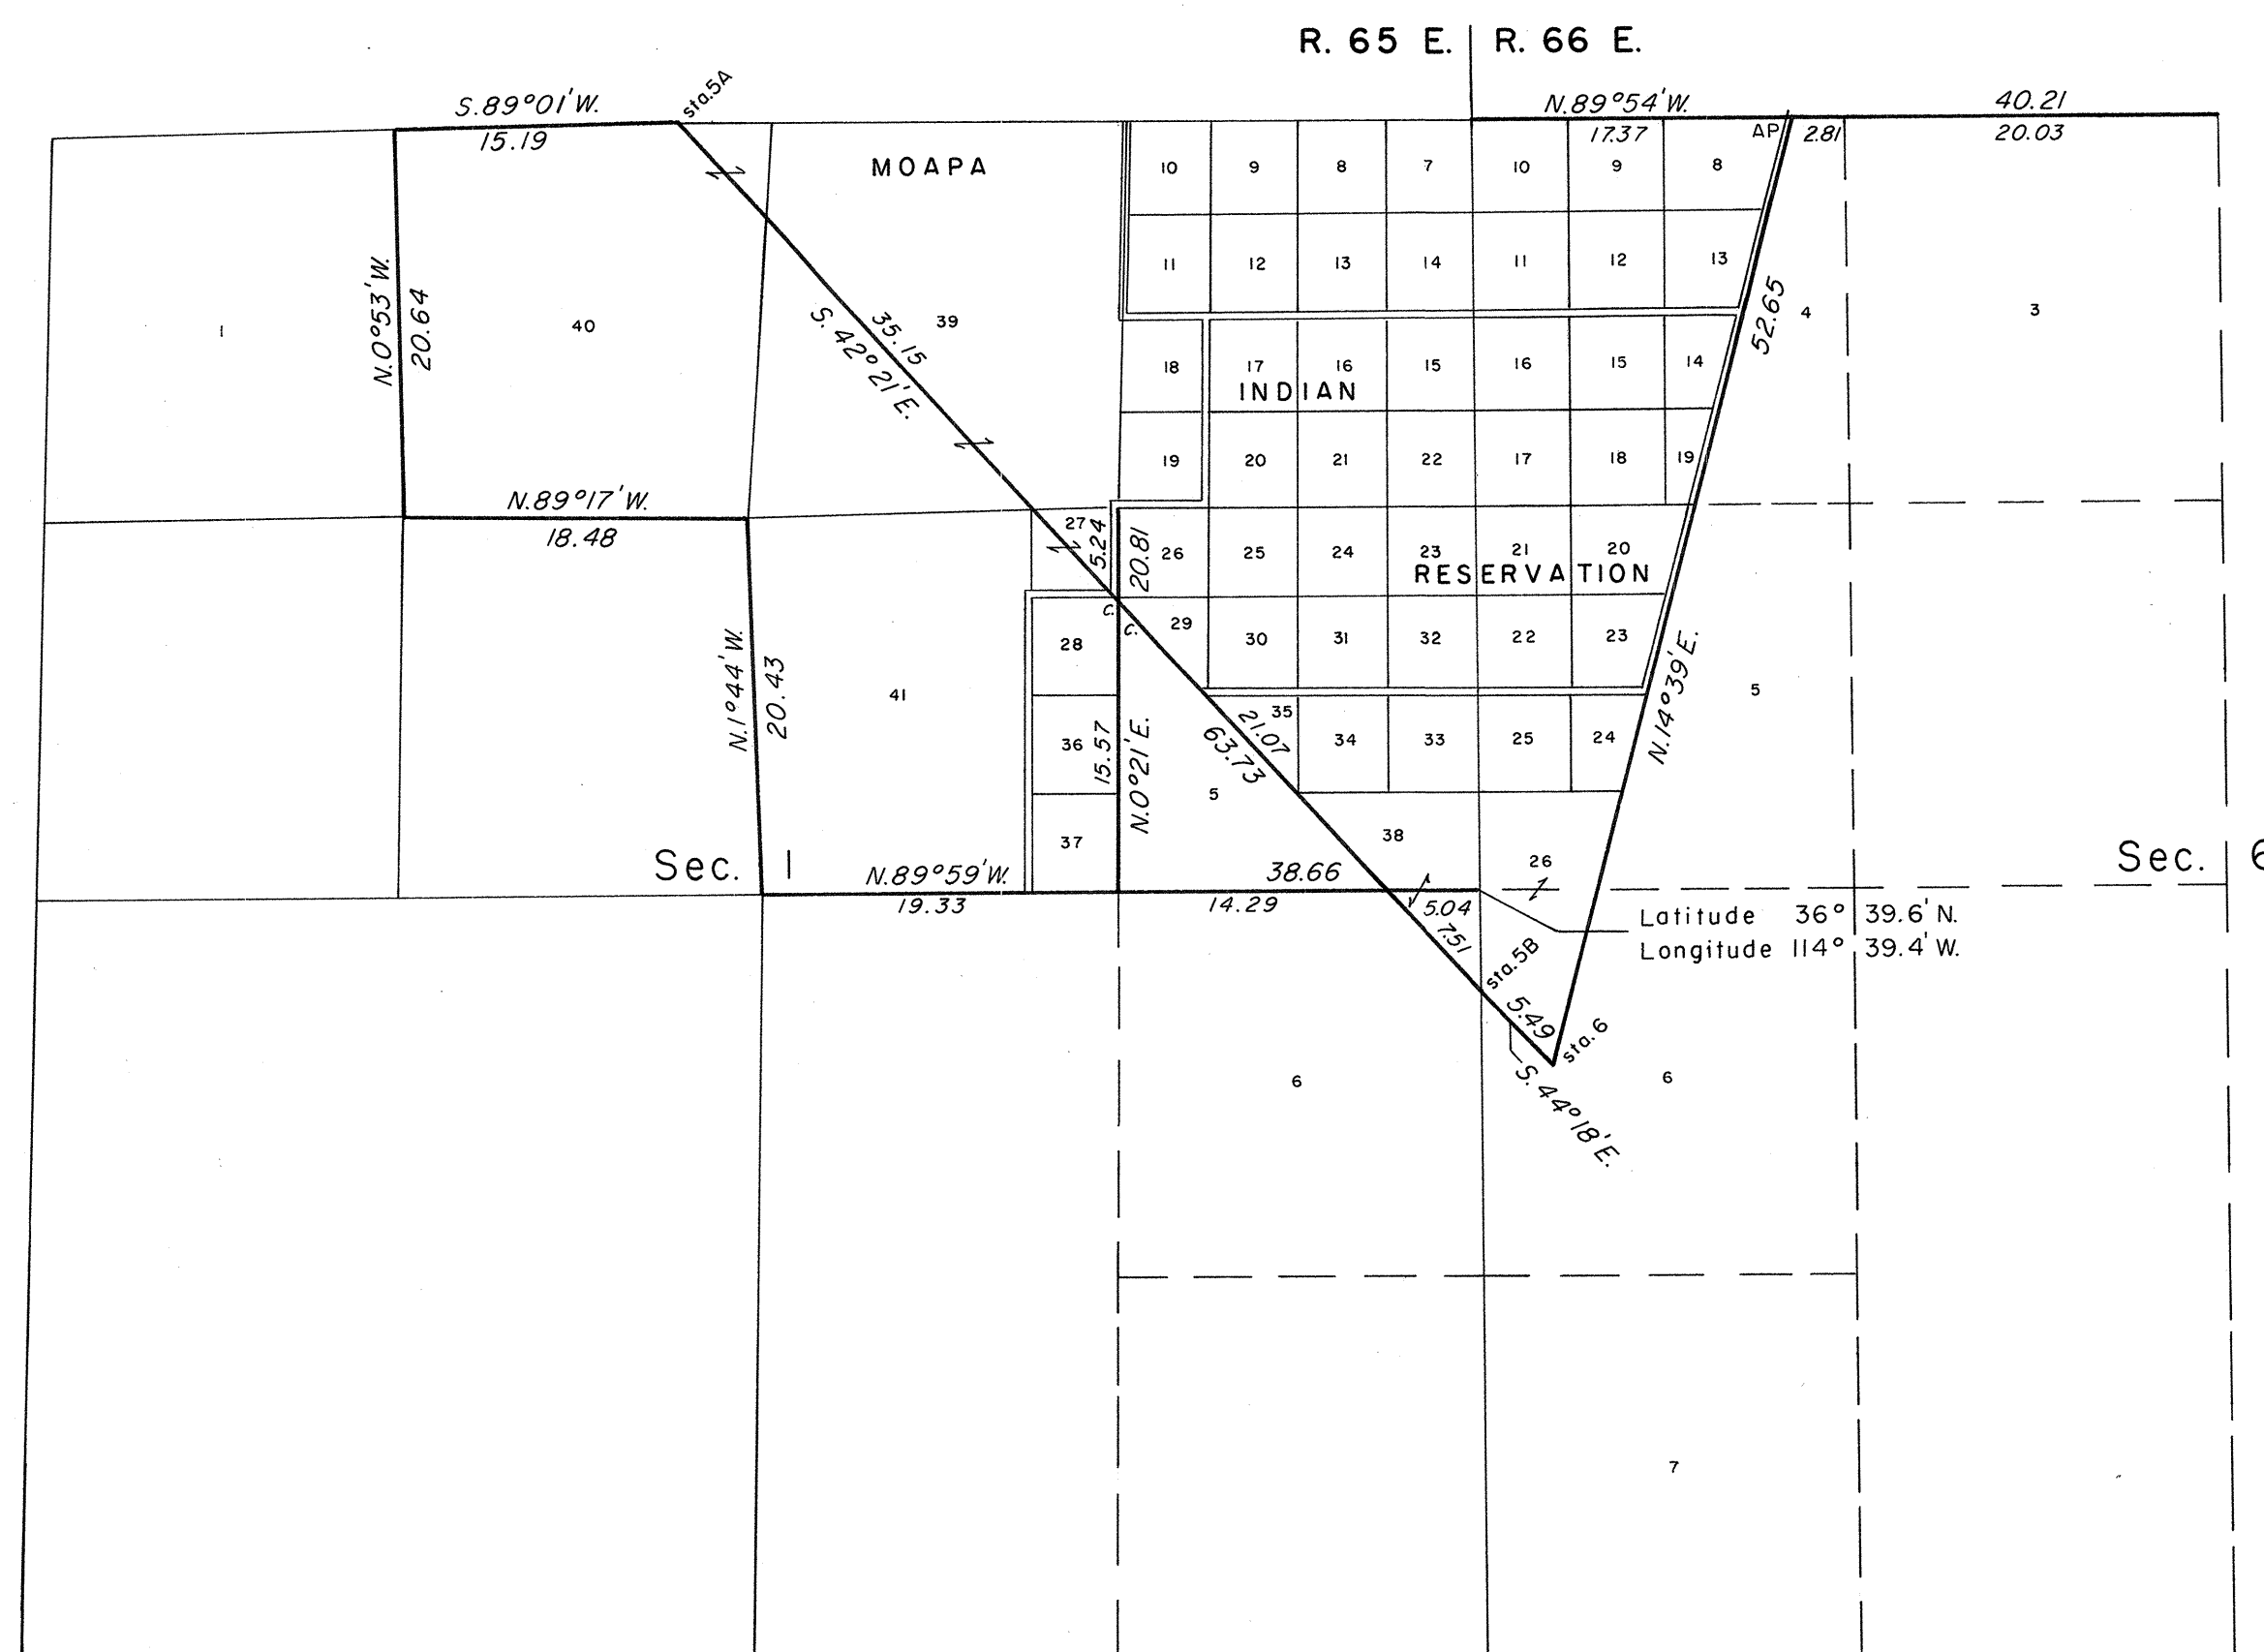 R. 65 E. R. 66 E.
S. 89°01'W. sta. 5A N. 89°54'W. 40.21
15.19 17.37 AP 2.81 20.03
MOAPA 10 9 8 7 10 9 8
11 12 13 14 11 12 13
N. 0°53'W. 20.64 52.65
1 40 35.15 39 4 3
S. 42°21'E.
18 17 16 15 16 15 14
INDIAN
19 20 21 22 17 18 19
N. 89°17'W.
18.48 27 5.24 20.81
26 25 24 23 21 20
RESERVATION
C.
C. 29
28 30 31 32 22 23
N. 1°44'W. 20.43 41 N. 14°39'E. 5
35 21.07
36 15.57 N. 0°21'E. 63.73 34 33 25 24
5
37 38
Sec. 1 N. 89°59'W. 38.66 26 Sec. 6
19.33 14.29 5.04
Latitude 36° 39.6' N.
Longitude 114° 39.4' W.
7.51 sta. 5B
5.49 sta. 6
6 S. 44°18'E. 6
7